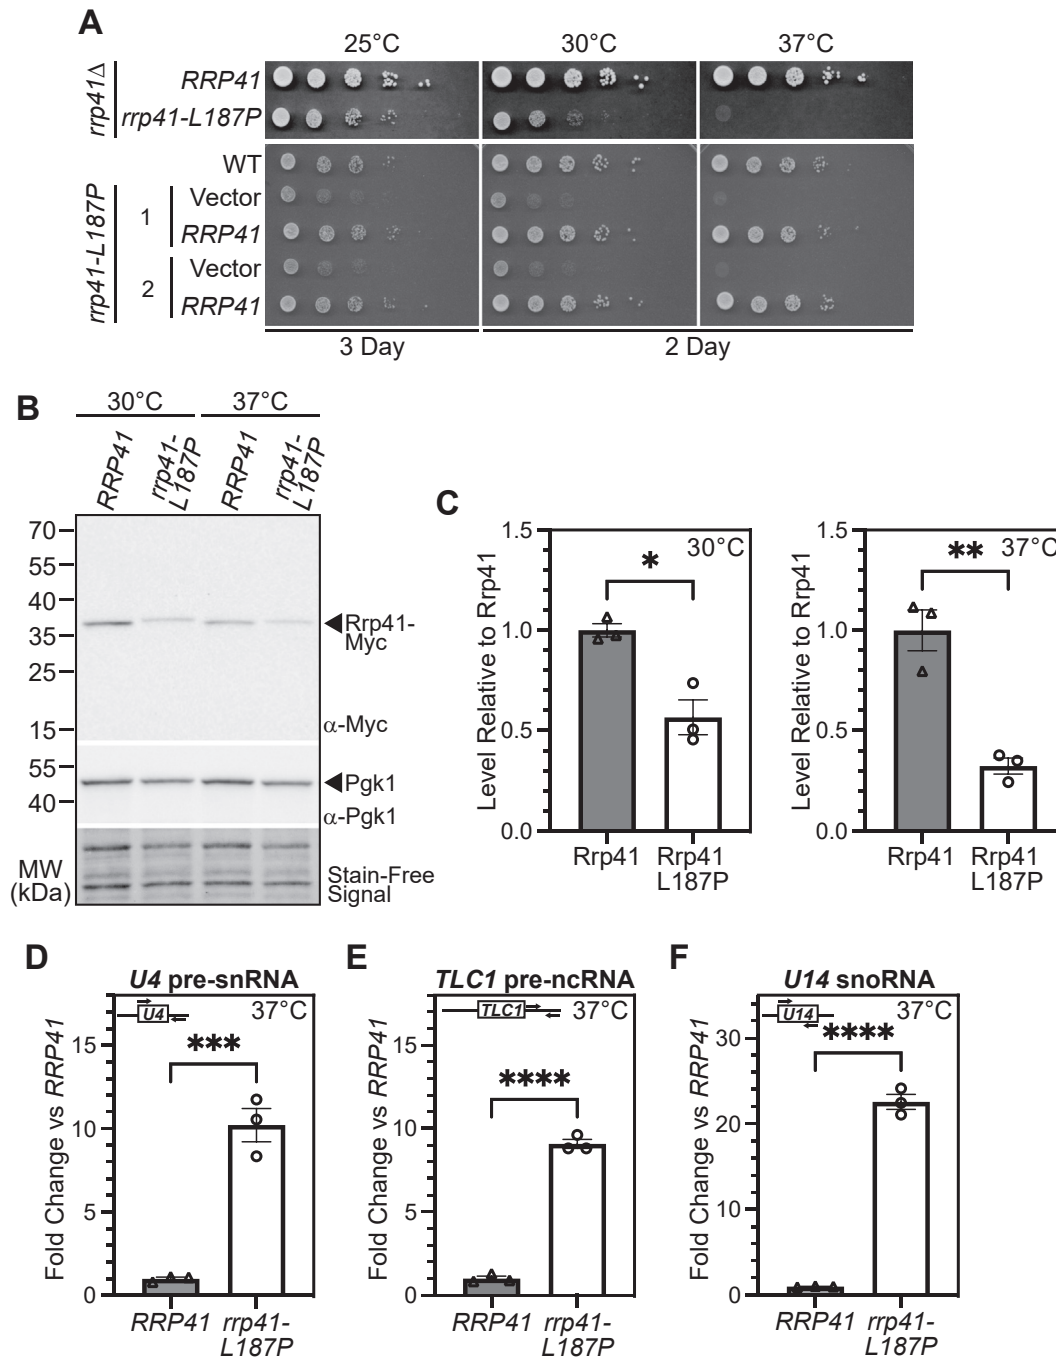 A
25°C 30°C 37°C
rrp41Δ
RRP41
rrp41-L187P
WT
rrp41-L187P
1
Vector
RRP41
2
Vector
RRP41
3 Day 2 Day
B
30°C 37°C
RRP41
rrp41-
L187P
RRP41
rrp41-
L187P
70
55
40
35
25
15
Rrp41-
Myc
α-Myc
55
40
Pgk1
α-Pgk1
MW
(kDa)
Stain-Free
Signal
C
Level Relative to Rrp41
1.5
1.0
0.5
0.0
30°C
*
Rrp41 Rrp41
L187P
Level Relative to Rrp41
1.5
1.0
0.5
0.0
37°C
**
Rrp41 Rrp41
L187P
D
U4 pre-snRNA
U4
37°C
***
Fold Change vs RRP41
15
10
5
0
RRP41 rrp41-
L187P
E
TLC1 pre-ncRNA
TLC1
37°C
****
Fold Change vs RRP41
15
10
5
0
RRP41 rrp41-
L187P
F
U14 snoRNA
U14
37°C
****
Fold Change vs RRP41
30
20
10
0
RRP41 rrp41-
L187P